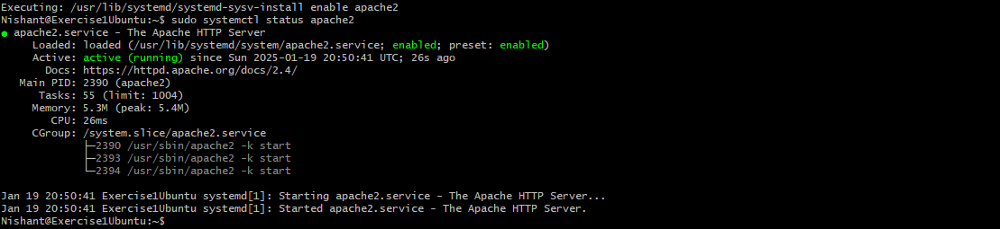 Executing: /usr/lib/systemd/systemd-sysv-install enable apache2
Nishant@Exercise1Ubuntu:~$ sudo systemctl status apache2
● apache2.service - The Apache HTTP Server
     Loaded: loaded (/usr/lib/systemd/system/apache2.service; enabled; preset: enabled)
     Active: active (running) since Sun 2025-01-19 20:50:41 UTC; 26s ago
       Docs: https://httpd.apache.org/docs/2.4/
   Main PID: 2390 (apache2)
      Tasks: 55 (limit: 1004)
     Memory: 5.3M (peak: 5.4M)
        CPU: 26ms
     CGroup: /system.slice/apache2.service
             ├─2390 /usr/sbin/apache2 -k start
             ├─2393 /usr/sbin/apache2 -k start
             └─2394 /usr/sbin/apache2 -k start

Jan 19 20:50:41 Exercise1Ubuntu systemd[1]: Starting apache2.service - The Apache HTTP Server...
Jan 19 20:50:41 Exercise1Ubuntu systemd[1]: Started apache2.service - The Apache HTTP Server.
Nishant@Exercise1Ubuntu:~$